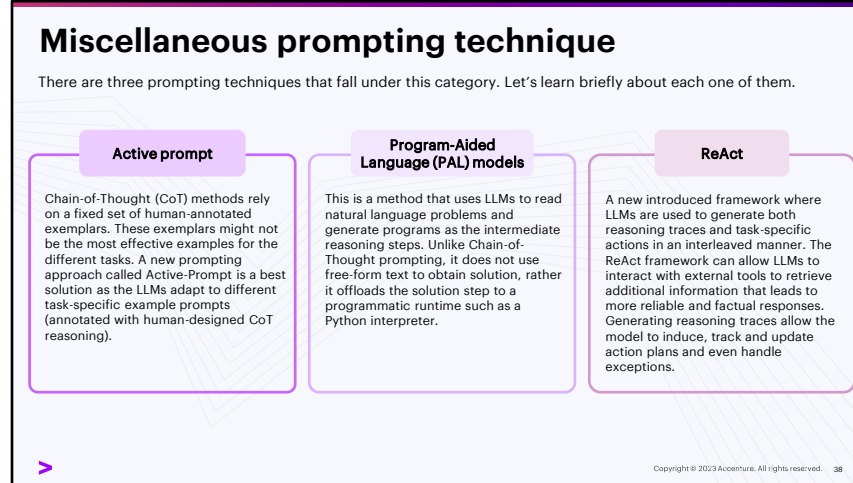 Miscellaneous prompting technique
There are three prompting techniques that fall under this category. Let's learn briefly about each one of them.
Active prompt
Chain-of-Thought (CoT) methods rely
on a fixed set of human-annotated
exemplars. These exemplars might not
be the most effective examples for the
different tasks. A new prompting
approach called Active-Prompt is a best
solution as the LLMs adapt to different
task-specific example prompts
(annotated with human-designed CoT
reasoning).
Program-Aided
Language (PAL) models
This is a method that uses LLMs to read
natural language problems and
generate programs as the intermediate
reasoning steps. Unlike Chain-of-
Thought prompting, it does not use
free-form text to obtain solution, rather
it offloads the solution step to a
programmatic runtime such as a
Python interpreter.
ReAct
A new introduced framework where
LLMs are used to generate both
reasoning traces and task-specific
actions in an interleaved manner. The
ReAct framework can allow LLMs to
interact with external tools to retrieve
additional information that leads to
more reliable and factual responses.
Generating reasoning traces allow the
model to induce, track and update
action plans and even handle
exceptions.
Copyright © 2023 Accenture. All rights reserved. 38